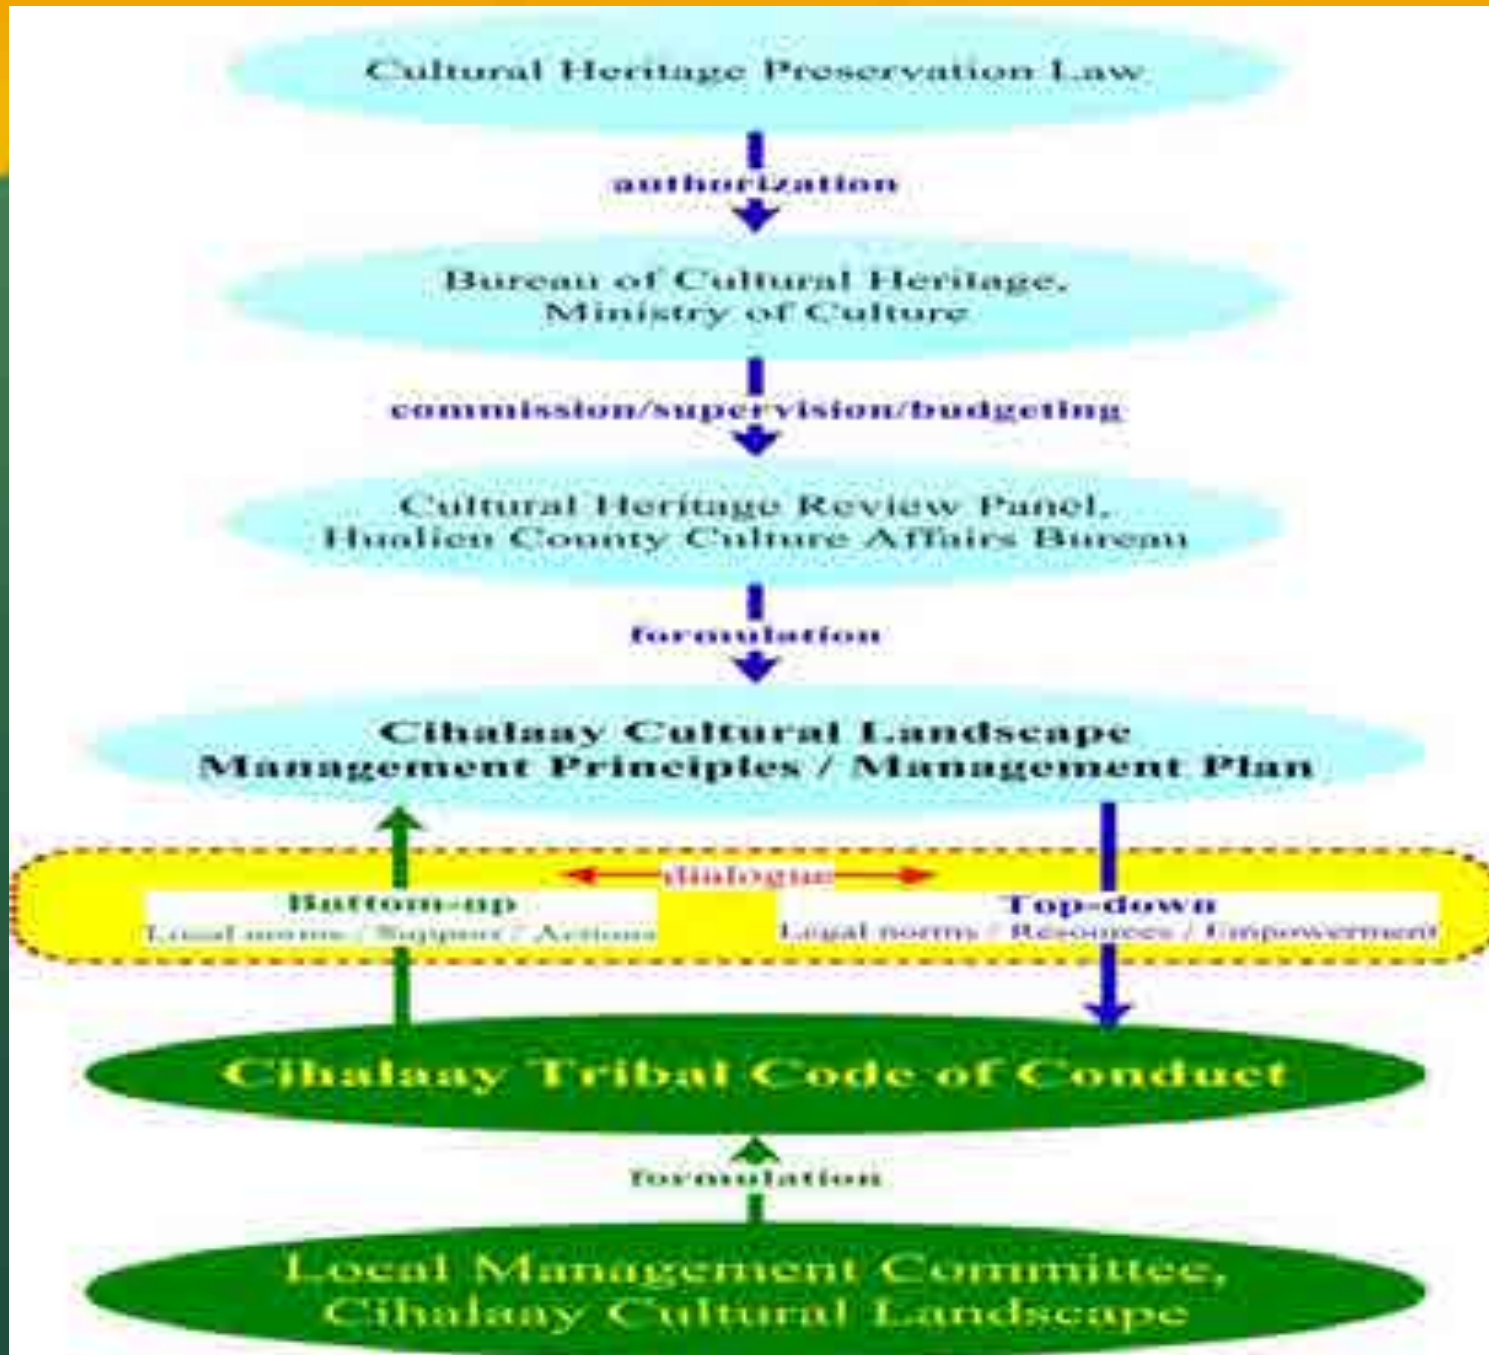 Cultural Heritage Preservation Law
authorization
Bureau of Cultural Heritage,
Ministry of Culture
commission/supervision/budgeting
Cultural Heritage Review Panel,
Hualien County Culture Affairs Bureau
formulation
Cihalaay Cultural Landscape
Management Principles / Management Plan
dialogue
Bottom-up
Local norms / Support / Actions
Top-down
Legal norms / Resources / Empowerment
Cihalaay Tribal Code of Conduct
formulation
Local Management Committee,
Cihalaay Cultural Landscape